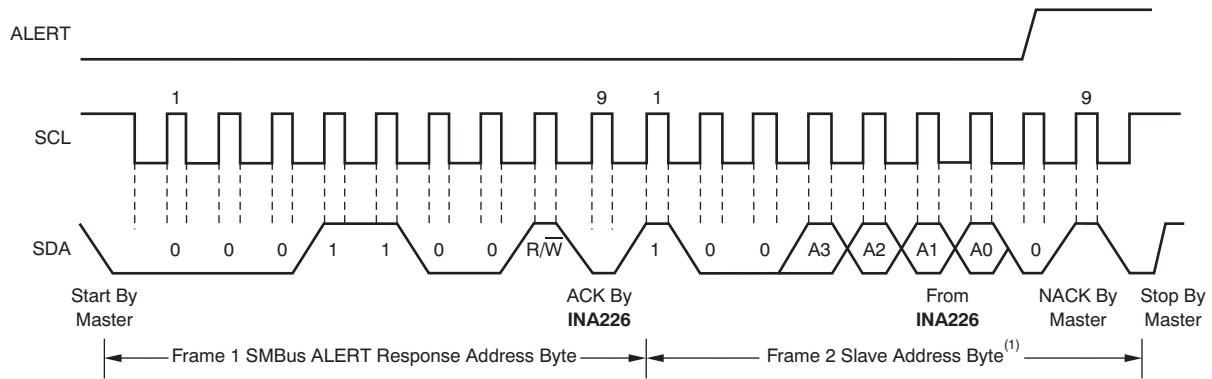 ALERT
1 9 1 9
SCL
SDA
0 0 0 1 1 0 0 R/W̅ 1 0 0 A3 A2 A1 A0 0
Start By
Master
ACK By
INA226
From
INA226
NACK By
Master
Stop By
Master
Frame 1 SMBus ALERT Response Address Byte
Frame 2 Slave Address Byte(1)